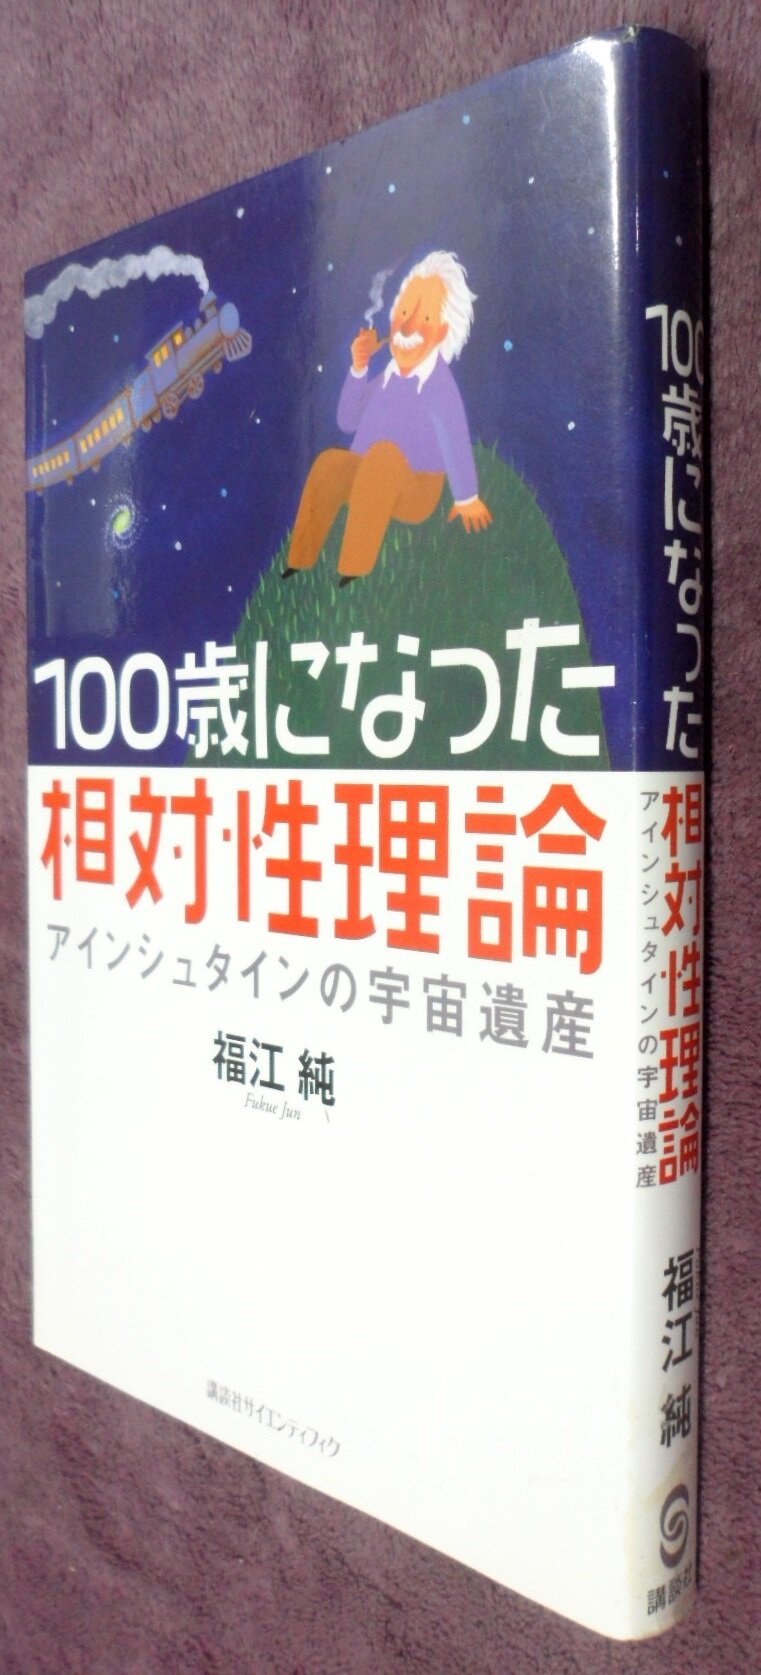 100歳になった
相対性理論
アインシュタインの宇宙遺産
福江 純
Fukue Jun
講談社サイエンティフィク
100歳になった
相対性理論
アインシュタインの宇宙遺産
福江 純
講談社